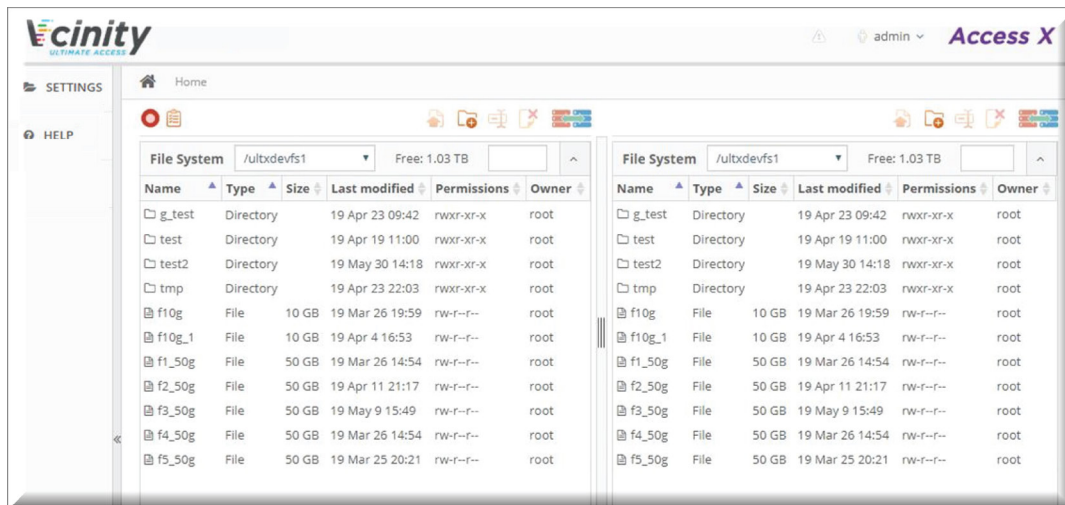 Vcinity
ULTIMATE ACCESS
admin
Access X
SETTINGS
HELP
Home
File System /ultxdevfs1 Free: 1.03 TB
Name Type Size Last modified Permissions Owner
g_test Directory 19 Apr 23 09:42 rwxr-xr-x root
test Directory 19 Apr 19 11:00 rwxr-xr-x root
test2 Directory 19 May 30 14:18 rwxr-xr-x root
tmp Directory 19 Apr 23 22:03 rwxr-xr-x root
f10g File 10 GB 19 Mar 26 19:59 rw-r--r-- root
f10g_1 File 10 GB 19 Apr 4 16:53 rw-r--r-- root
f1_50g File 50 GB 19 Mar 26 14:54 rw-r--r-- root
f2_50g File 50 GB 19 Apr 11 21:17 rw-r--r-- root
f3_50g File 50 GB 19 May 9 15:49 rw-r--r-- root
f4_50g File 50 GB 19 Mar 26 14:54 rw-r--r-- root
f5_50g File 50 GB 19 Mar 25 20:21 rw-r--r-- root
File System /ultxdevfs1 Free: 1.03 TB
Name Type Size Last modified Permissions Owner
g_test Directory 19 Apr 23 09:42 rwxr-xr-x root
test Directory 19 Apr 19 11:00 rwxr-xr-x root
test2 Directory 19 May 30 14:18 rwxr-xr-x root
tmp Directory 19 Apr 23 22:03 rwxr-xr-x root
f10g File 10 GB 19 Mar 26 19:59 rw-r--r-- root
f10g_1 File 10 GB 19 Apr 4 16:53 rw-r--r-- root
f1_50g File 50 GB 19 Mar 26 14:54 rw-r--r-- root
f2_50g File 50 GB 19 Apr 11 21:17 rw-r--r-- root
f3_50g File 50 GB 19 May 9 15:49 rw-r--r-- root
f4_50g File 50 GB 19 Mar 26 14:54 rw-r--r-- root
f5_50g File 50 GB 19 Mar 25 20:21 rw-r--r-- root